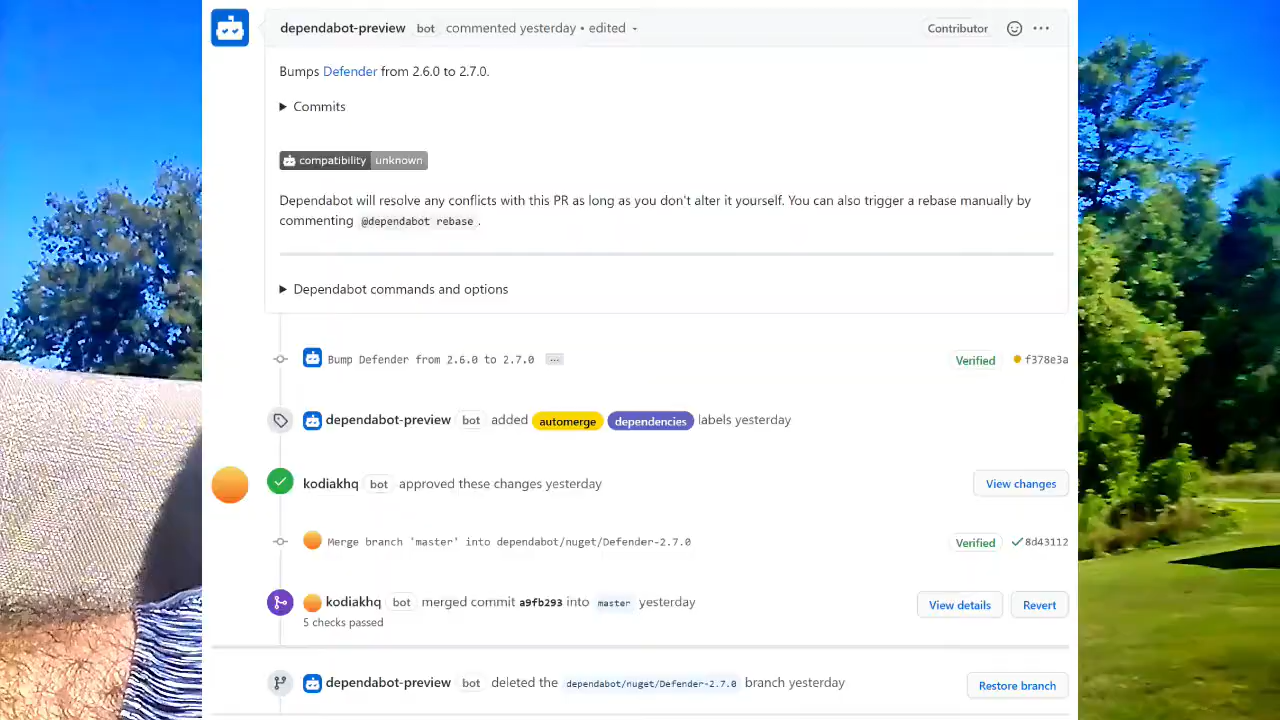 dependabot-preview bot commented yesterday • edited
Contributor
Bumps Defender from 2.6.0 to 2.7.0.
Commits
compatibility unknown
Dependabot will resolve any conflicts with this PR as long as you don't alter it yourself. You can also trigger a rebase manually by
commenting @dependabot rebase .
Dependabot commands and options
Bump Defender from 2.6.0 to 2.7.0 ... Verified f378e3a
dependabot-preview bot added automerge dependencies labels yesterday
kodiakhq bot approved these changes yesterday View changes
Merge branch 'master' into dependabot/nuget/Defender-2.7.0 Verified 8d43112
kodiakhq bot merged commit a9fb293 into master yesterday View details Revert
5 checks passed
dependabot-preview bot deleted the dependabot/nuget/Defender-2.7.0 branch yesterday Restore branch